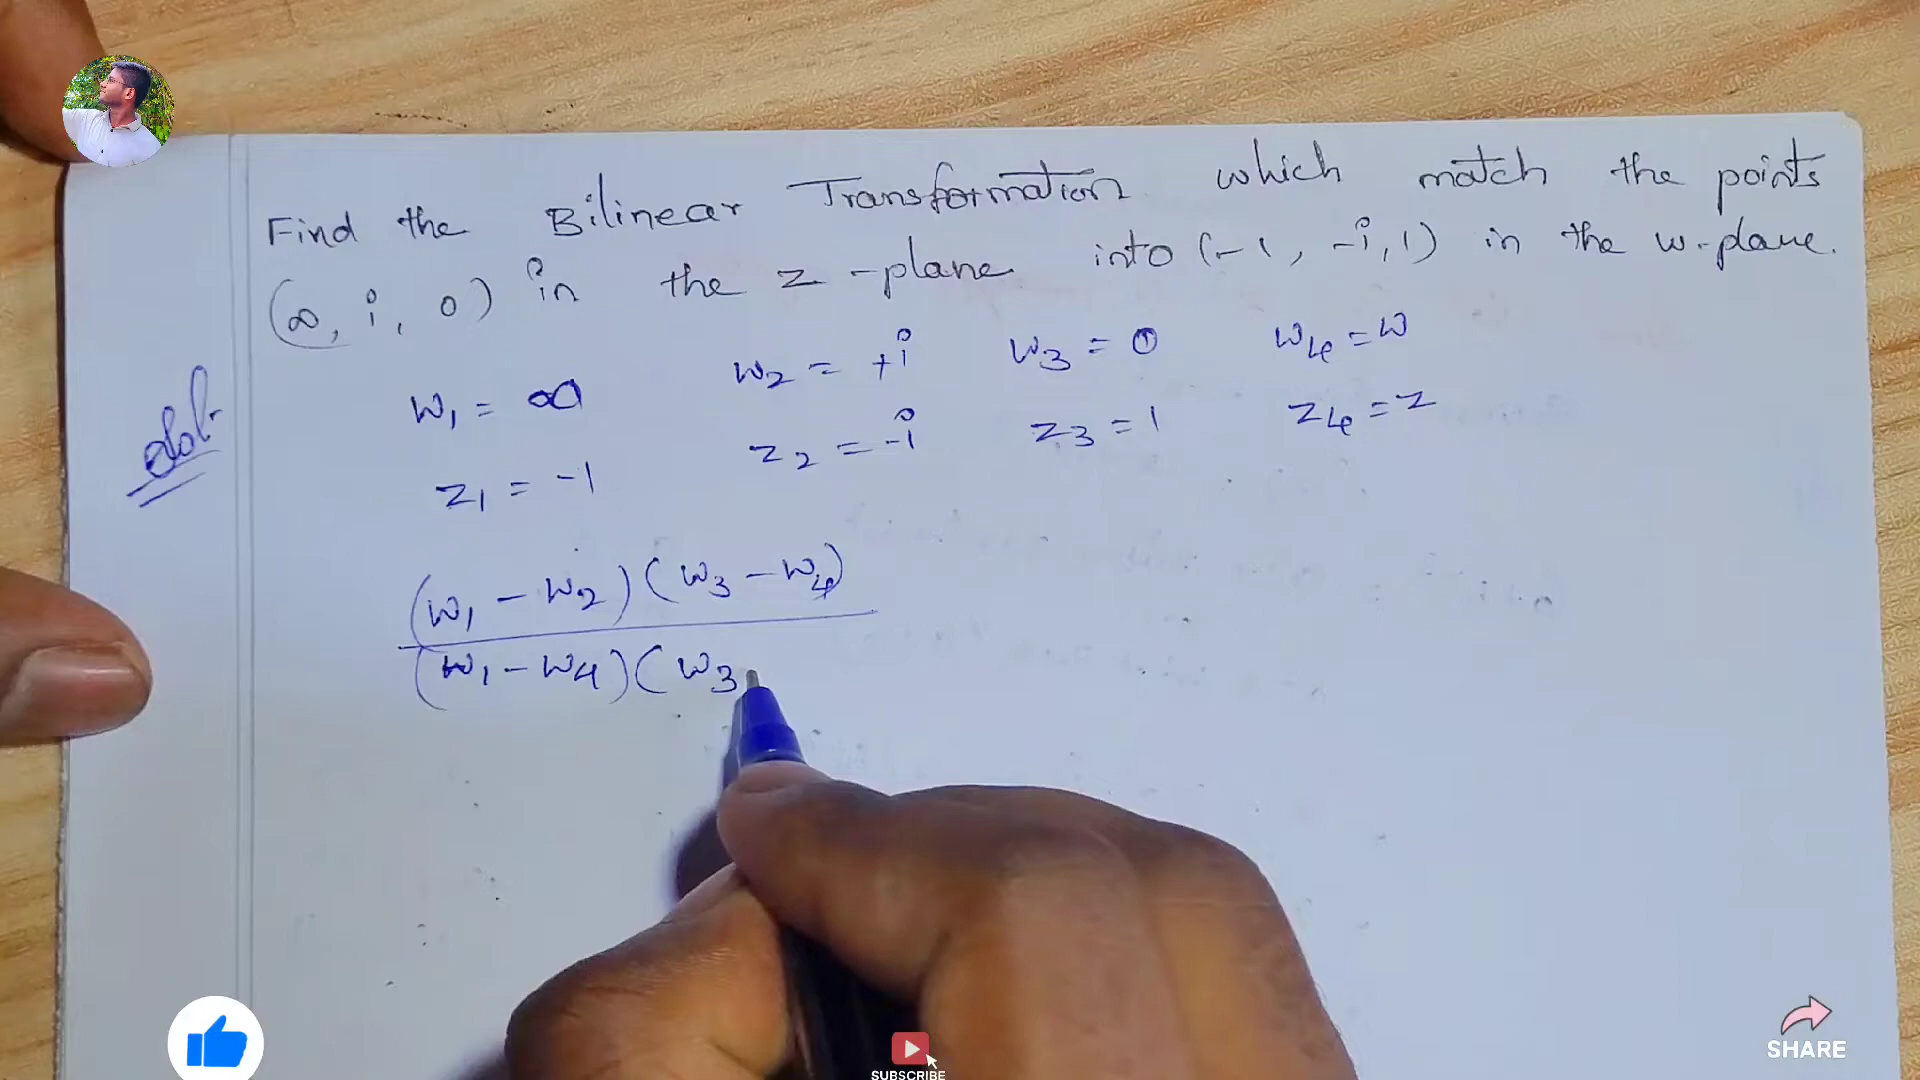 Find the Bilinear Transformation which match the points
(∞, i, 0) in the z-plane into (-1, -i, 1) in the w-plane.
Sol:
w₁ = ∞ w₂ = +i w₃ = 0 w₄ = w
z₁ = -1 z₂ = -i z₃ = 1 z₄ = z
(w₁ - w₂)(w₃ - w₄)
(w₁ - w₄)(w₃
SUBSCRIBE
SHARE